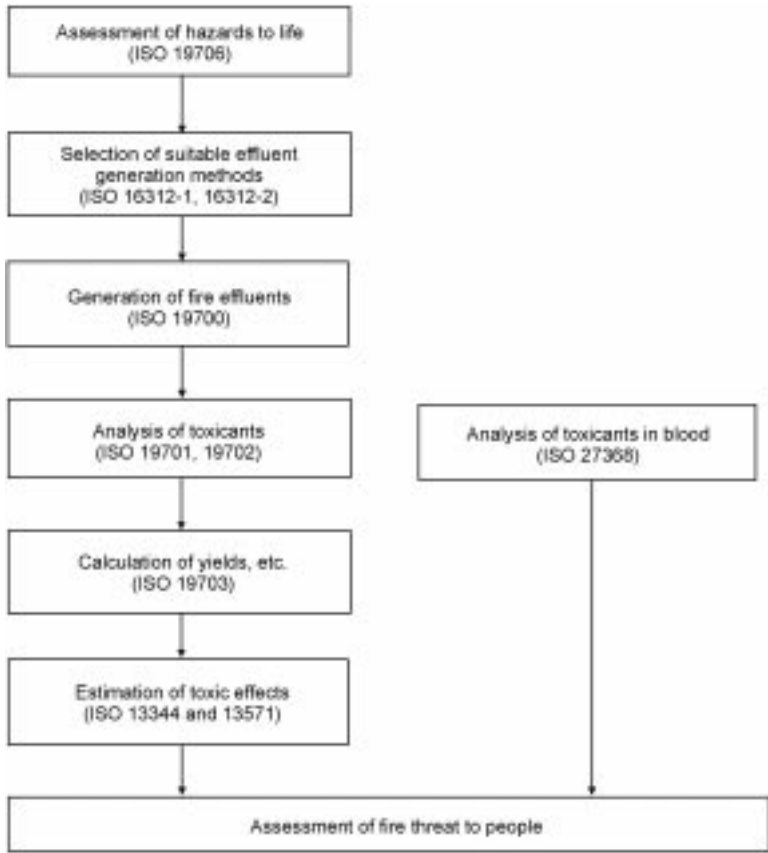 Assessment of hazards to life
(ISO 19706)
Selection of suitable effluent
generation methods
(ISO 16312-1, 16312-2)
Generation of fire effluents
(ISO 19700)
Analysis of toxicants
(ISO 19701, 19702)
Analysis of toxicants in blood
(ISO 27368)
Calculation of yields, etc.
(ISO 19703)
Estimation of toxic effects
(ISO 13344 and 13571)
Assessment of fire threat to people